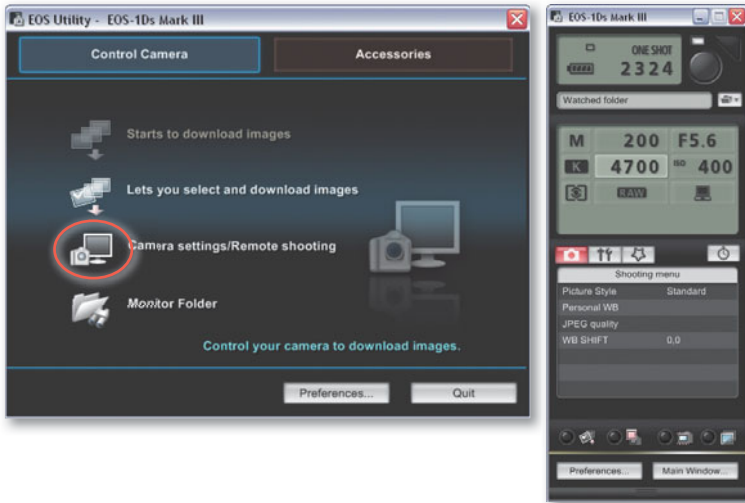 EOS Utility - EOS-1Ds Mark III
Control Camera
Accessories
Starts to download images
Lets you select and download images
Camera settings/Remote shooting
Monitor Folder
Control your camera to download images.
Preferences...
Quit
EOS-1Ds Mark III
ONE SHOT
2324
Watched folder
M 200 F5.6
K 4700 ISO 400
RAW
Shooting menu
Picture Style Standard
Personal WB
JPEG quality
WB SHIFT 0,0
Preferences...
Main Window...